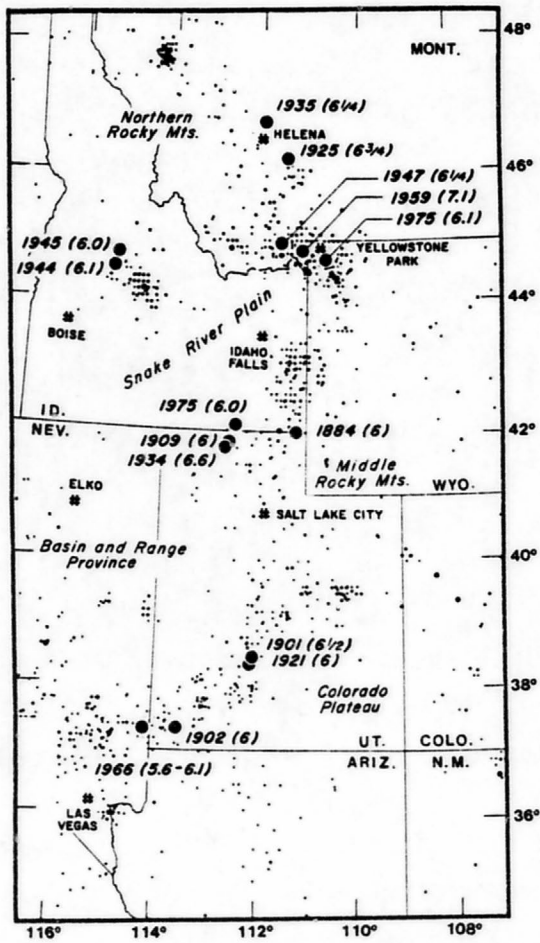 48°
MONT.
Northern
Rocky Mts.
1935 (6¼)
HELENA
1925 (6¾)
46°
1947 (6¼)
1959 (7.1)
1975 (6.1)
YELLOWSTONE
PARK
1945 (6.0)
1944 (6.1)
44°
BOISE
Snake River Plain
IDAHO
FALLS
1975 (6.0)
ID.
NEV.
1909 (6)
1934 (6.6)
1884 (6)
42°
Middle
Rocky Mts.
WYO.
ELKO
SALT LAKE CITY
Basin and Range
Province
40°
1901 (6½)
1921 (6)
38°
Colorado
Plateau
1902 (6)
UT.
COLO.
ARIZ.
N.M.
1966 (5.6-6.1)
LAS
VEGAS
36°
116°
114°
112°
110°
108°